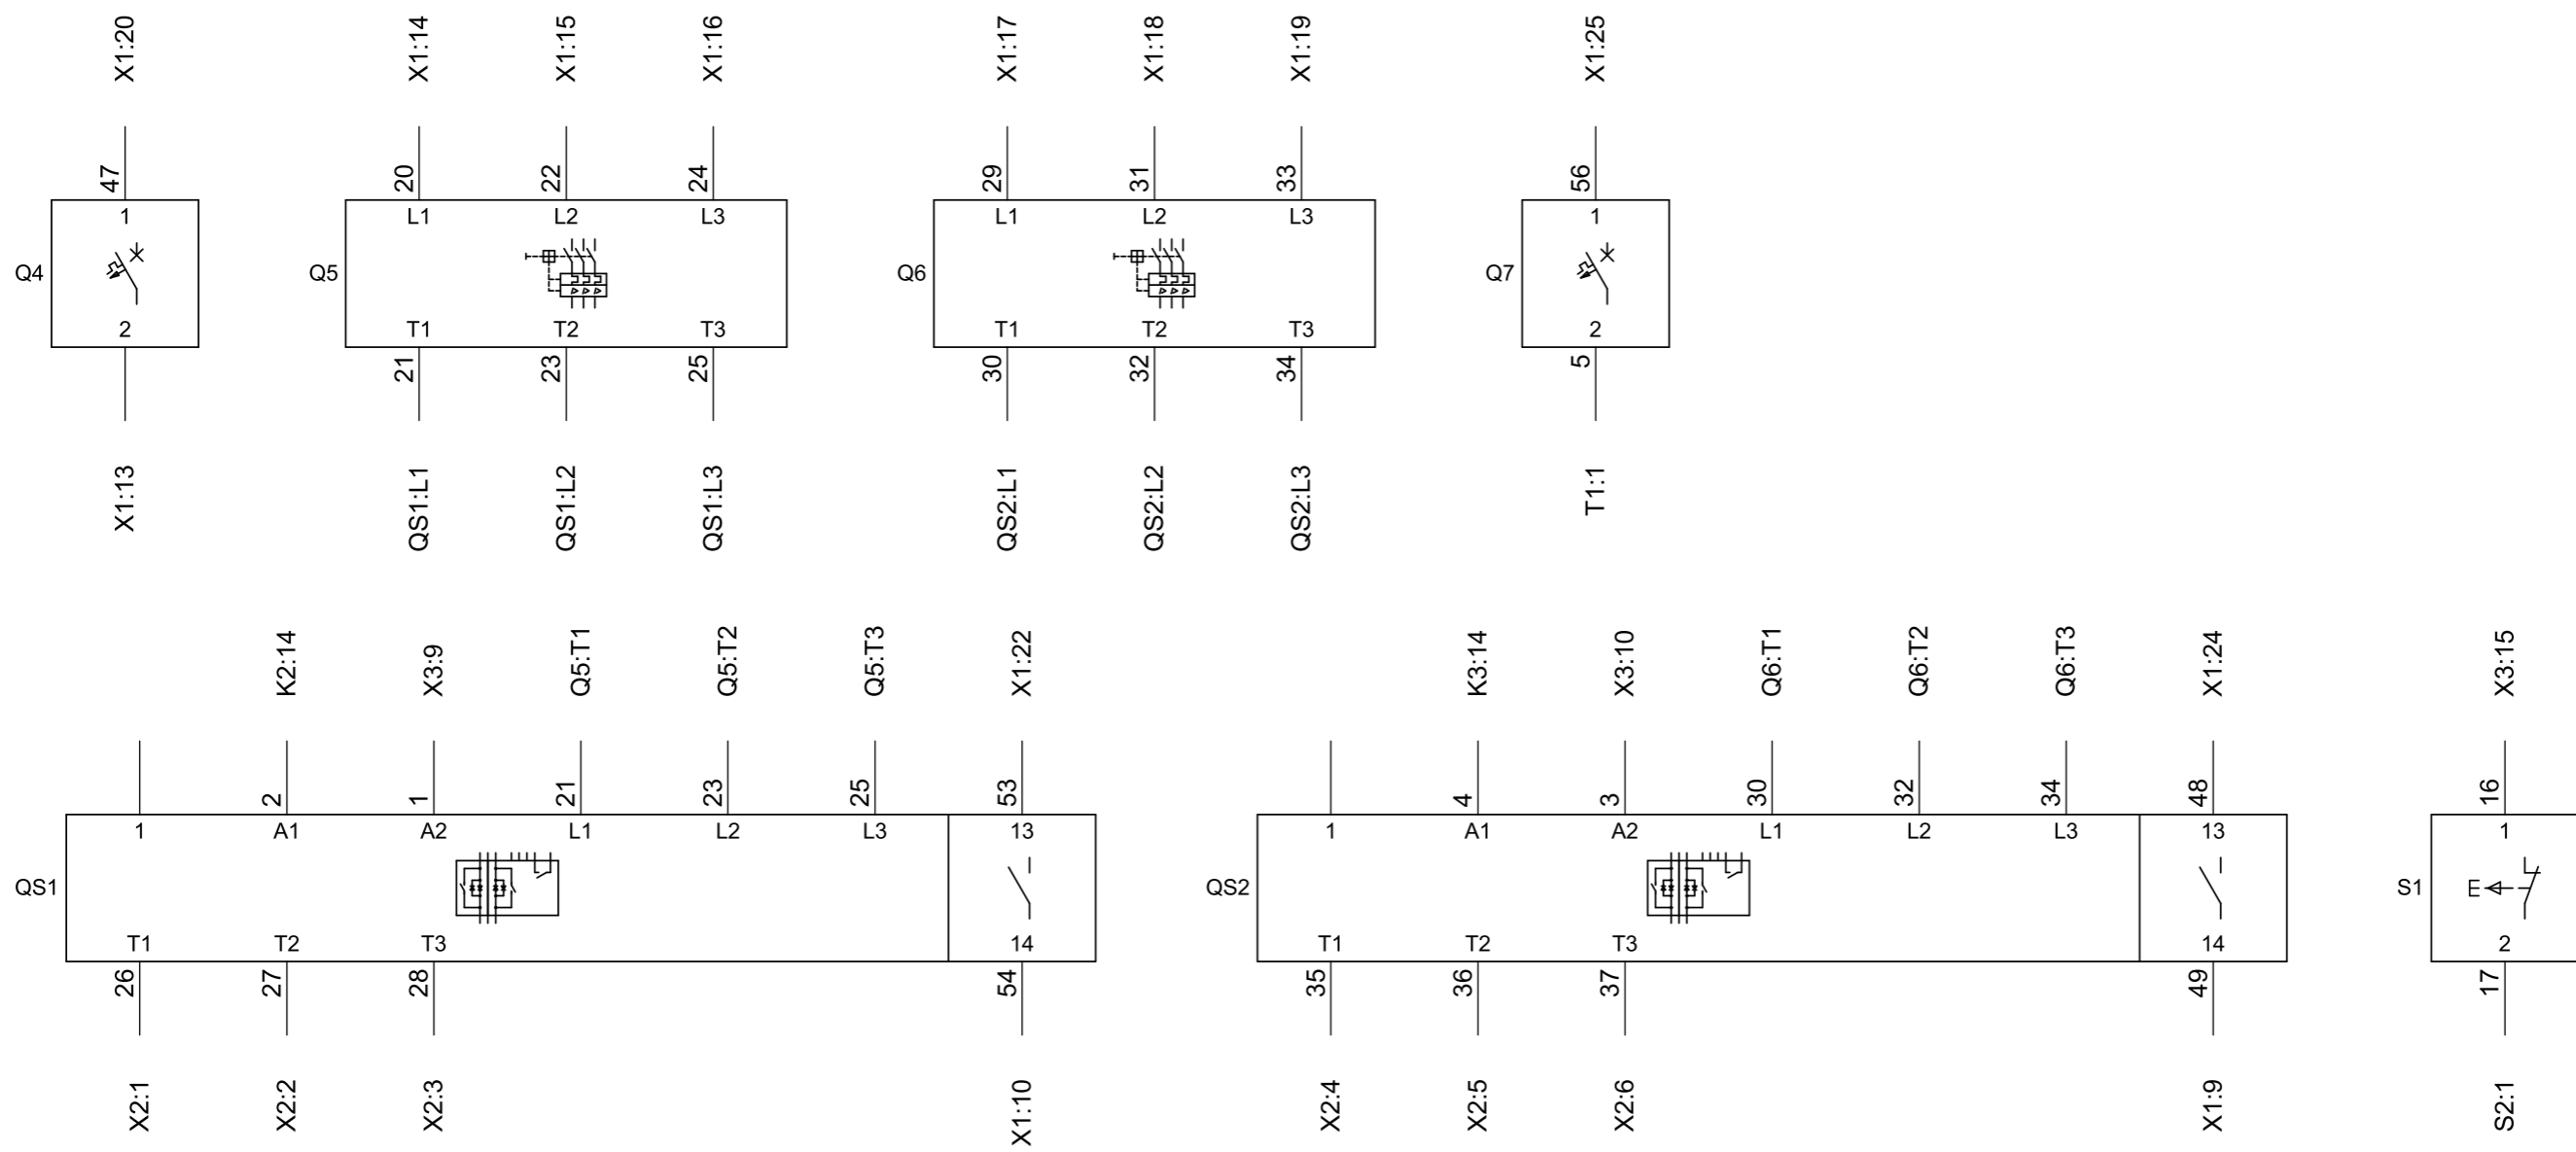 X1:20 X1:14 X1:15 X1:16 X1:17 X1:18 X1:19 X1:25
47 20 22 24 29 31 33 56
1 L1 L2 L3 L1 L2 L3 1
Q4 Q5 Q6 Q7
2 T1 T2 T3 T1 T2 T3 2
21 23 25 30 32 34 5
X1:13 QS1:L1 QS1:L2 QS1:L3 QS2:L1 QS2:L2 QS2:L3 T1:1
K2:14 X3:9 Q5:T1 Q5:T2 Q5:T3 X1:22 K3:14 X3:10 Q6:T1 Q6:T2 Q6:T3 X1:24 X3:15
2 1 21 23 25 53 4 3 30 32 34 48 16
1 A1 A2 L1 L2 L3 13 1 A1 A2 L1 L2 L3 13 1
QS1 QS2 S1
T1 T2 T3 14 T1 T2 T3 14 2
26 27 28 54 35 36 37 49 17
X2:1 X2:2 X2:3 X1:10 X2:4 X2:5 X2:6 X1:9 S2:1